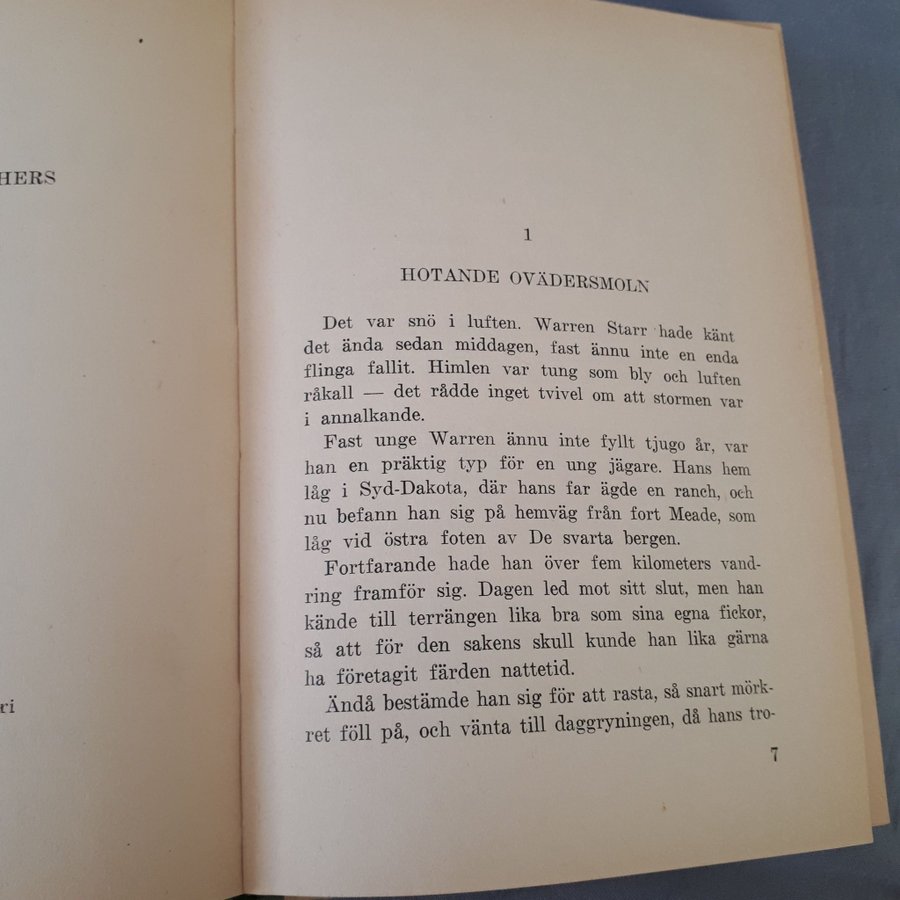 HERS
ri
1
HOTANDE OVÄDERSMOLN
Det var snö i luften. Warren Starr hade känt
det ända sedan middagen, fast ännu inte en enda
flinga fallit. Himlen var tung som bly och luften
råkall — det rådde inget tvivel om att stormen var
i annalkande.
Fast unge Warren ännu inte fyllt tjugo år, var
han en präktig typ för en ung jägare. Hans hem
låg i Syd-Dakota, där hans far ägde en ranch, och
nu befann han sig på hemväg från fort Meade, som
låg vid östra foten av De svarta bergen.
Fortfarande hade han över fem kilometers vand-
ring framför sig. Dagen led mot sitt slut, men han
kände till terrängen lika bra som sina egna fickor,
så att för den sakens skull kunde han lika gärna
ha företagit färden nattetid.
Ändå bestämde han sig för att rasta, så snart mörk-
ret föll på, och vänta till daggryningen, då hans tro-
7